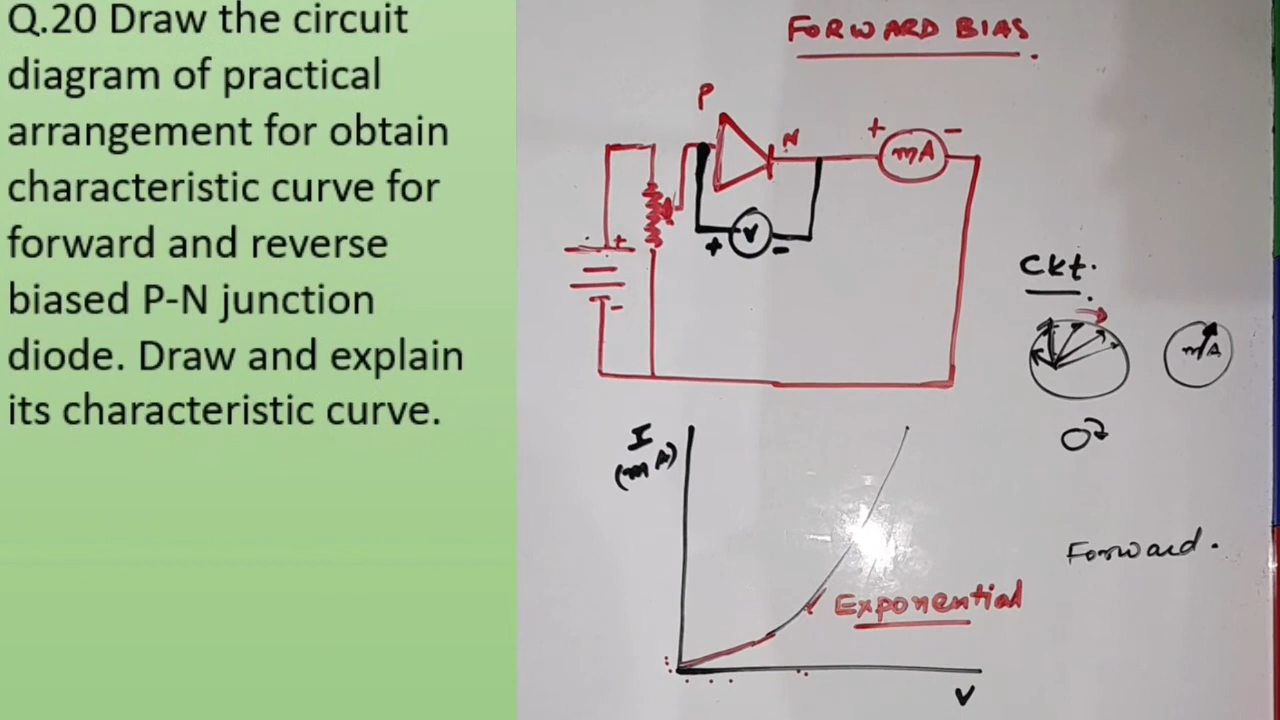 Q.20 Draw the circuit
diagram of practical
arrangement for obtain
characteristic curve for
forward and reverse
biased P-N junction
diode. Draw and explain
its characteristic curve.
FORWARD BIAS
P
N
+ mA -
+ V -
+
-
Ckt.
mA
I
(mA)
Forward.
Exponential
V